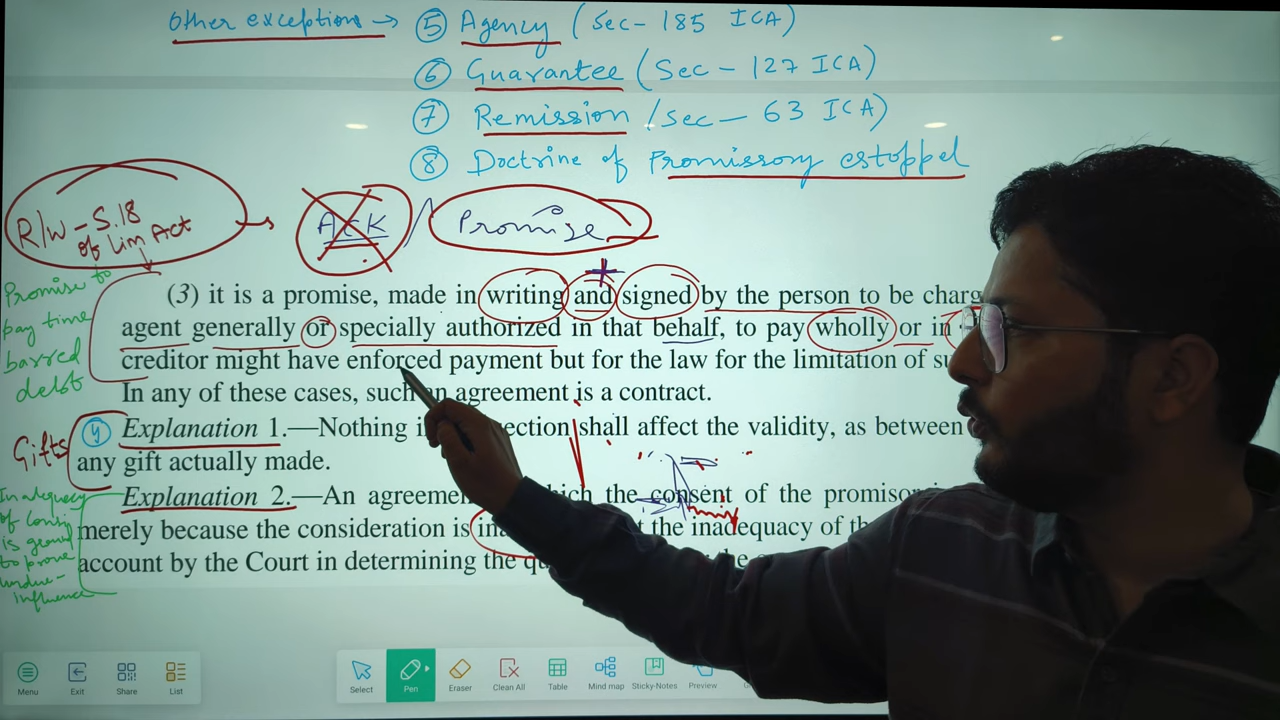 Other exceptions → ⑤ Agency (Sec- 185 ICA)
⑥ Guarantee (Sec - 127 ICA)
⑦ Remission /Sec - 63 ICA)
⑧ Doctrine of Promissory estoppel
R/W - S.18
of Lim Act
→ ACK / Promise
Promise to
pay time
barred
debt
(3) it is a promise, made in writing and signed by the person to be charg
agent generally or specially authorized in that behalf, to pay wholly or in
creditor might have enforced payment but for the law for the limitation of su
In any of these cases, such an agreement is a contract.
Gifts
Explanation 1.—Nothing i ection shall affect the validity, as between
any gift actually made.
Inadequacy
of Con
is ground
to prove
undue-
influence
Explanation 2.—An agreemen hich the consent of the promisor
merely because the consideration is in t the inadequacy of th
account by the Court in determining the qu
Menu
Exit
Share
List
Select
Pen
Eraser
Clean All
Table
Mind map
Sticky-Notes
Preview